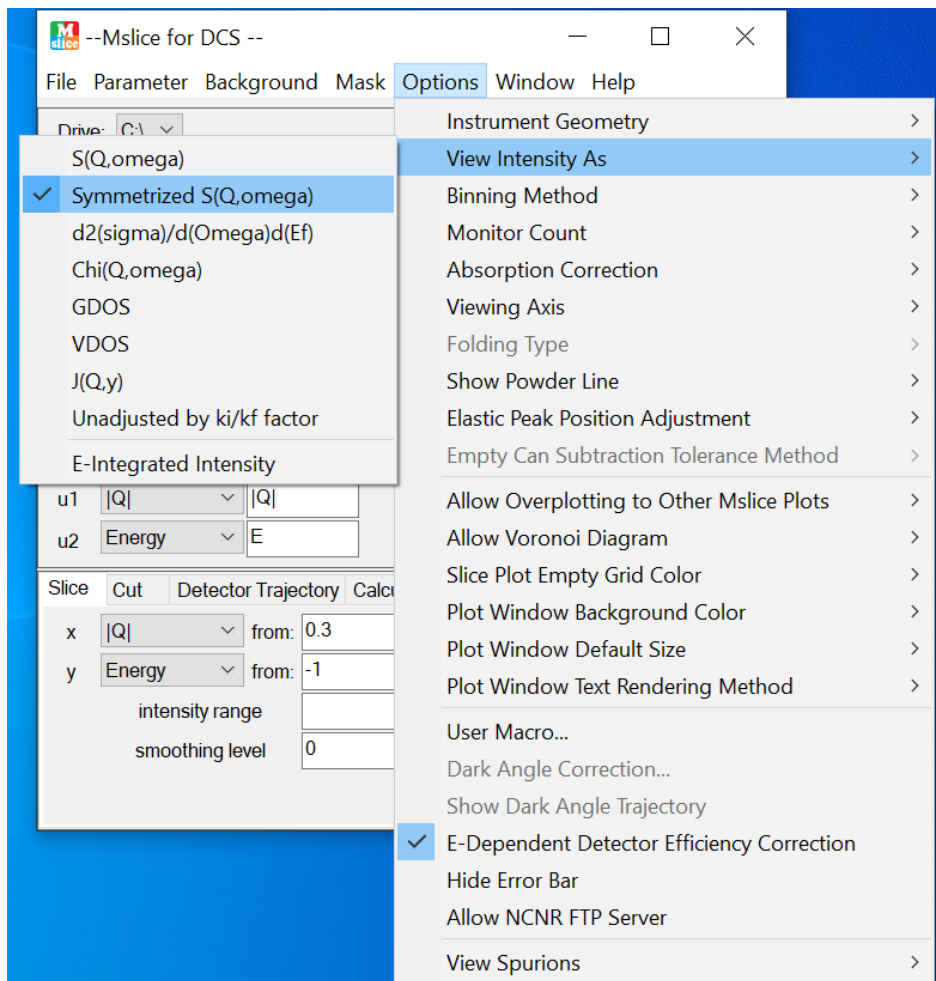 M
slice
--Mslice for DCS --
File Parameter Background Mask Options Window Help
Drive: C:\
Instrument Geometry
View Intensity As
Binning Method
Monitor Count
Absorption Correction
Viewing Axis
Folding Type
Show Powder Line
Elastic Peak Position Adjustment
Empty Can Subtraction Tolerance Method
Allow Overplotting to Other Mslice Plots
Allow Voronoi Diagram
Slice Plot Empty Grid Color
Plot Window Background Color
Plot Window Default Size
Plot Window Text Rendering Method
User Macro...
Dark Angle Correction...
Show Dark Angle Trajectory
E-Dependent Detector Efficiency Correction
Hide Error Bar
Allow NCNR FTP Server
View Spurions
S(Q,omega)
Symmetrized S(Q,omega)
d2(sigma)/d(Omega)d(Ef)
Chi(Q,omega)
GDOS
VDOS
J(Q,y)
Unadjusted by ki/kf factor
E-Integrated Intensity
u1 |Q| |Q|
u2 Energy E
Slice Cut Detector Trajectory Calcu
x |Q| from: 0.3
y Energy from: -1
intensity range
smoothing level 0